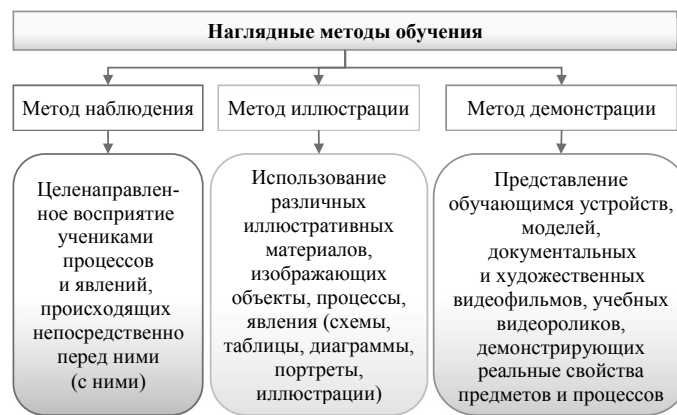 Наглядные методы обучения
Метод наблюдения
Метод иллюстрации
Метод демонстрации
Целенаправлен-
ное восприятие
учениками
процессов
и явлений,
происходящих
непосредственно
перед ними
(с ними)
Использование
различных
иллюстративных
материалов,
изображающих
объекты, процессы,
явления (схемы,
таблицы, диаграммы,
портреты,
иллюстрации)
Представление
обучающимся устройств,
моделей,
документальных
и художественных
видеофильмов, учебных
видеороликов,
демонстрирующих
реальные свойства
предметов и процессов